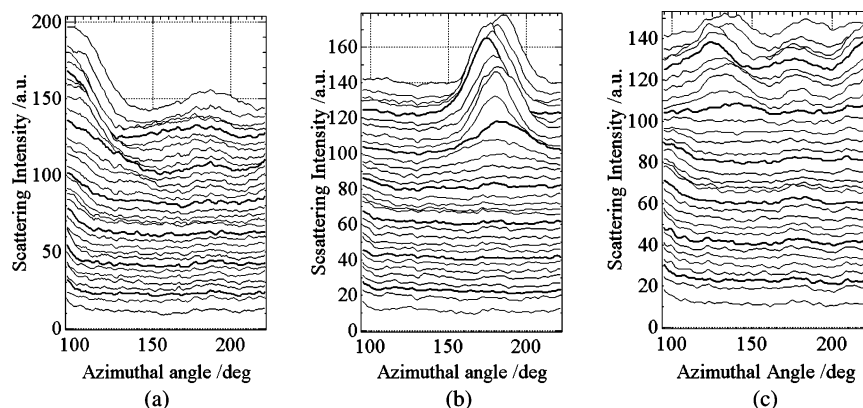 200
150
100
50
0
100 150 200
Scattering Intensity /a.u.
Azimuthal angle /deg
(a)
160
140
120
100
80
60
40
20
0
100 150 200
Scsattering Intensity /a.u.
Azimuthal angle /deg
(b)
140
120
100
80
60
40
20
0
100 150 200
Scattering Intensity /a.u.
Azimuthal Angle /deg
(c)